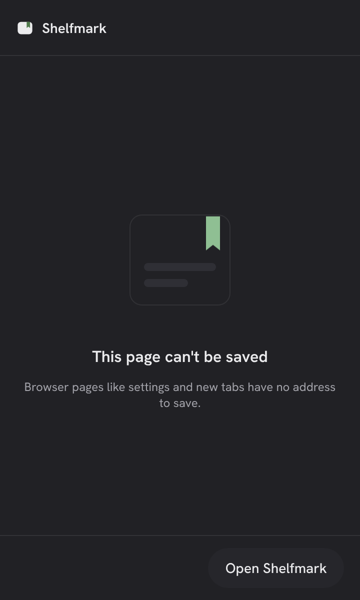 Shelfmark
This page can't be saved
Browser pages like settings and new tabs have no address
to save.
Open Shelfmark